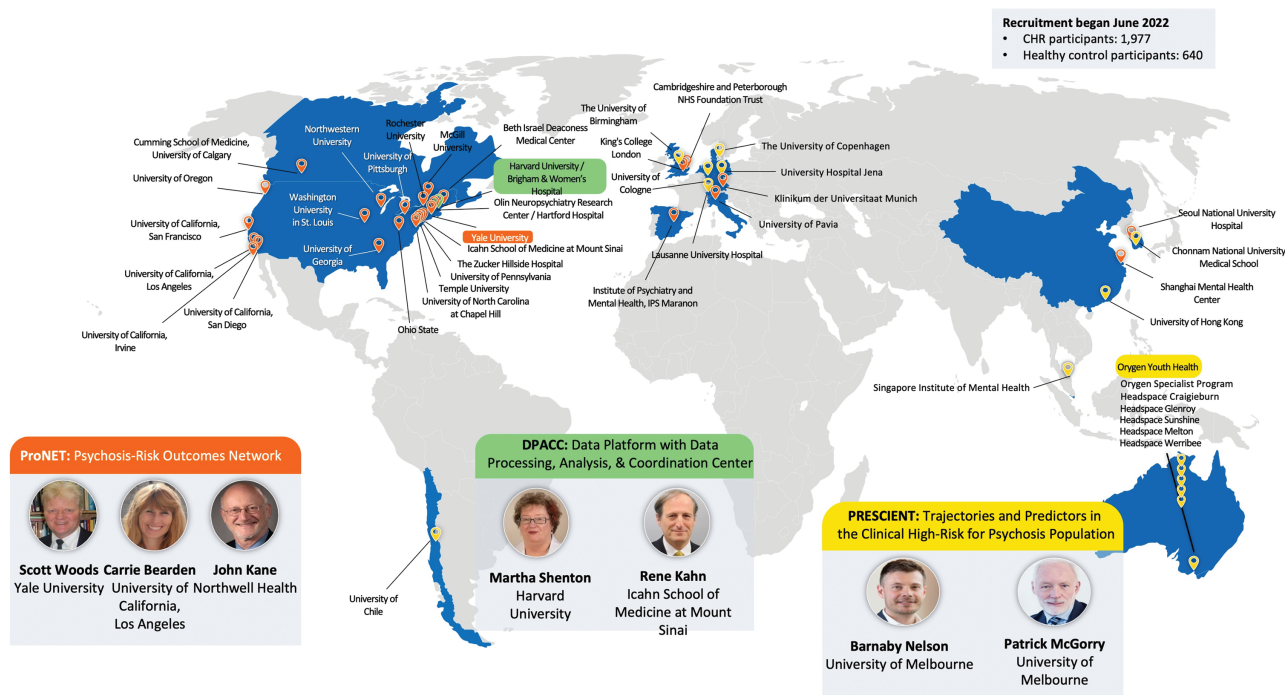 Recruitment began June 2022
• CHR participants: 1,977
• Healthy control participants: 640
Cambridgeshire and Peterborough
NHS Foundation Trust
The University of
Birmingham
King's College
London
University of
Cologne
The University of Copenhagen
University Hospital Jena
Klinikum der Universitaat Munich
University of Pavia
Lausanne University Hospital
Institute of Psychiatry and
Mental Health, IPS Maranon
Cumming School of Medicine,
University of Calgary
University of Oregon
University of California,
San Francisco
University of California,
Los Angeles
University of California,
San Diego
University of California,
Irvine
Northwestern
University
Washington
University
in St. Louis
University of
Georgia
University of
Pittsburgh
Rochester
University
McGill
University
Beth Israel Deaconess
Medical Center
Harvard University /
Brigham & Women's
Hospital
Olin Neuropsychiatry Research
Center / Hartford Hospital
Yale University
Icahn School of Medicine at Mount Sinai
The Zucker Hillside Hospital
University of Pennsylvania
Temple University
University of North Carolina
at Chapel Hill
Ohio State
Seoul National University
Hospital
Chonnam National University
Medical School
Shanghai Mental Health
Center
University of Hong Kong
Singapore Institute of Mental Health
Orygen Youth Health
Orygen Specialist Program
Headspace Craigieburn
Headspace Glenroy
Headspace Sunshine
Headspace Melton
Headspace Werribee
University of
Chile
ProNET: Psychosis-Risk Outcomes Network
Scott Woods
Yale University
Carrie Bearden
University of
California,
Los Angeles
John Kane
Northwell Health
DPACC: Data Platform with Data
Processing, Analysis, & Coordination Center
Martha Shenton
Harvard
University
Rene Kahn
Icahn School of
Medicine at Mount
Sinai
PRESCIENT: Trajectories and Predictors in
the Clinical High-Risk for Psychosis Population
Barnaby Nelson
University of Melbourne
Patrick McGorry
University of
Melbourne